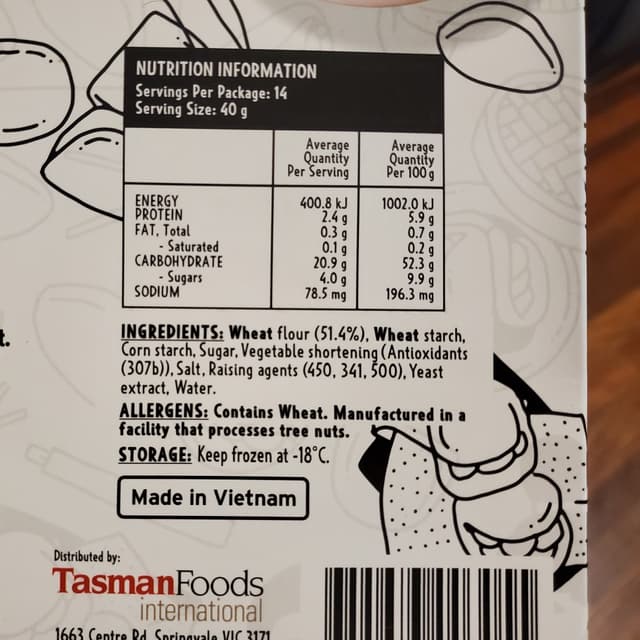 NUTRITION INFORMATION
Servings Per Package: 14
Serving Size: 40 g
Average Quantity Per Serving
Average Quantity Per 100 g
ENERGY 400.8 kJ 1002.0 kJ
PROTEIN 2.4 g 5.9 g
FAT, Total 0.3 g 0.7 g
- Saturated 0.1 g 0.2 g
CARBOHYDRATE 20.9 g 52.3 g
- Sugars 4.0 g 9.9 g
SODIUM 78.5 mg 196.3 mg
t.
INGREDIENTS: Wheat flour (51.4%), Wheat starch,
Corn starch, Sugar, Vegetable shortening (Antioxidants
(307b)), Salt, Raising agents (450, 341, 500), Yeast
extract, Water.
ALLERGENS: Contains Wheat. Manufactured in a
facility that processes tree nuts.
STORAGE: Keep frozen at -18°C.
Made in Vietnam
Distributed by:
TasmanFoods
international
1663 Centre Rd, Springvale VIC 3171